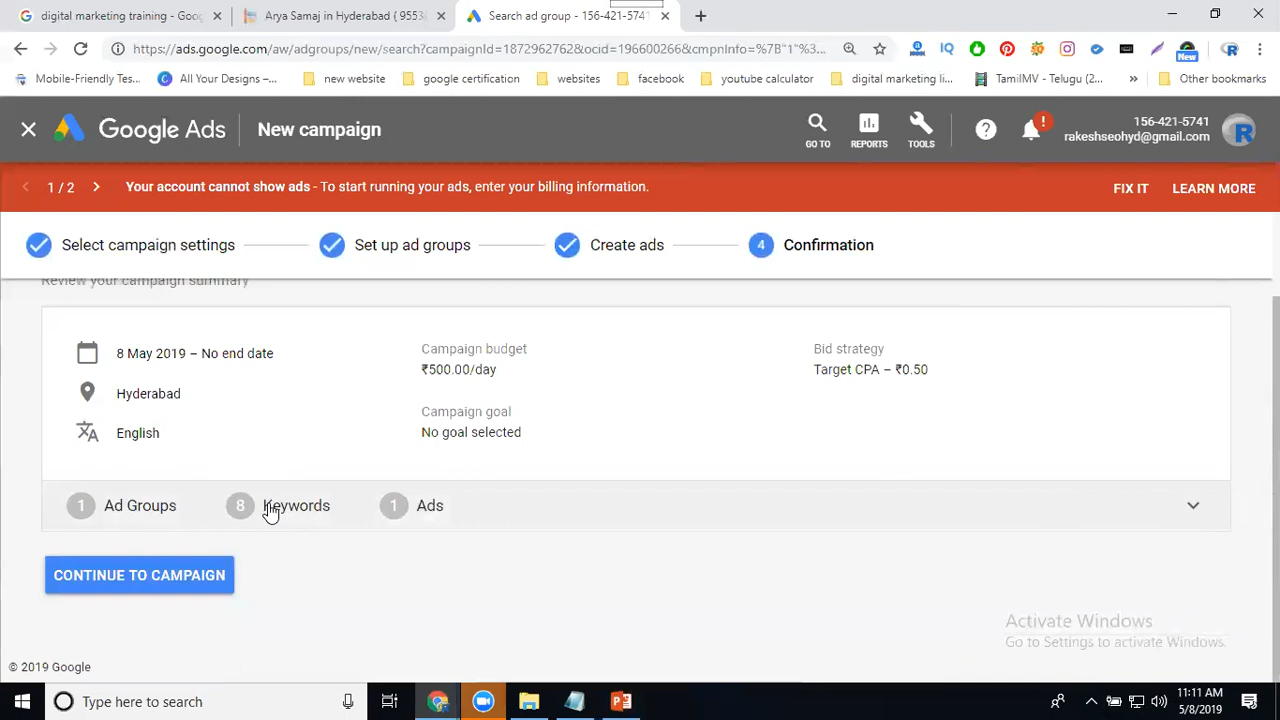 digital marketing training - Goog
Arya Samaj in Hyderabad ( 9553
Search ad group - 156-421-5741
https://ads.google.com/aw/adgroups/new/search?campaignId=1872962762&ocid=196600266&cmpnInfo=%7B"1"%3...
Mobile-Friendly Tes...
All Your Designs –...
new website
google certification
websites
facebook
youtube calculator
digital marketing li...
TamilMV - Telugu (2...
»
Other bookmarks
New
Google Ads
New campaign
GO TO
REPORTS
TOOLS
156-421-5741
rakeshseohyd@gmail.com
1 / 2
Your account cannot show ads - To start running your ads, enter your billing information.
FIX IT
LEARN MORE
Select campaign settings
Set up ad groups
Create ads
4 Confirmation
Review your campaign summary
8 May 2019 – No end date
Campaign budget
₹500.00/day
Bid strategy
Target CPA – ₹0.50
Hyderabad
Campaign goal
No goal selected
English
1 Ad Groups
8 Keywords
1 Ads
CONTINUE TO CAMPAIGN
Activate Windows
Go to Settings to activate Windows.
© 2019 Google
Type here to search
11:11 AM
5/8/2019